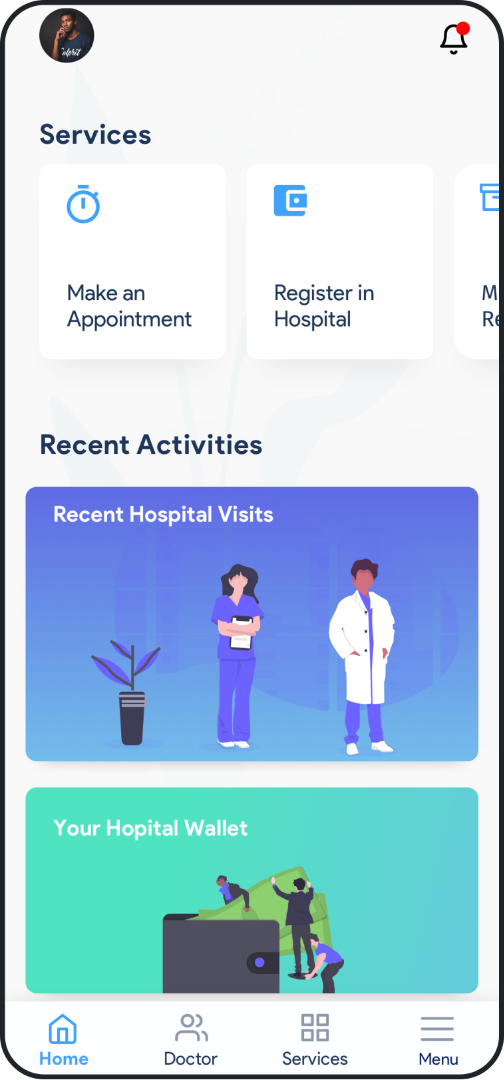 Services
Make an
Appointment
Register in
Hospital
Recent Activities
Recent Hospital Visits
Your Hopital Wallet
Home
Doctor
Services
Menu